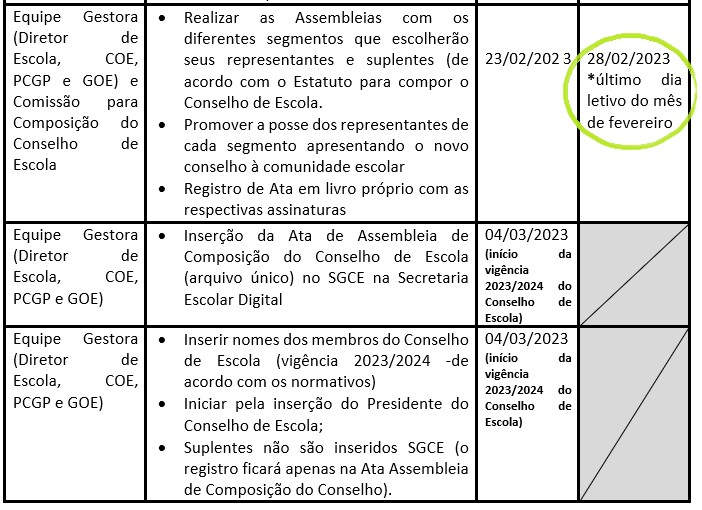 Equipe Gestora
(Diretor de
Escola, COE,
PCGP e GOE) e
Comissão para
Composição do
Conselho de
Escola
• Realizar as Assembleias com os
diferentes segmentos que escolherão
seus representantes e suplentes (de
acordo com o Estatuto para compor o
Conselho de Escola.
• Promover a posse dos representantes de
cada segmento apresentando o novo
conselho à comunidade escolar
• Registro de Ata em livro próprio com as
respectivas assinaturas
23/02/2023
28/02/2023
*último dia
letivo do mês
de fevereiro
Equipe Gestora
(Diretor de
Escola, COE,
PCGP e GOE)
• Inserção da Ata de Assembleia de
Composição do Conselho de Escola
(arquivo único) no SGCE na Secretaria
Escolar Digital
04/03/2023
(início da
vigência
2023/2024 do
Conselho de
Escola)
Equipe Gestora
(Diretor de
Escola, COE,
PCGP e GOE)
• Inserir nomes dos membros do Conselho
de Escola (vigência 2023/2024 -de
acordo com os normativos)
• Iniciar pela inserção do Presidente do
Conselho de Escola;
• Suplentes não são inseridos SGCE (o
registro ficará apenas na Ata Assembleia
de Composição do Conselho).
04/03/2023
(início da
vigência
2023/2024 do
Conselho de
Escola)